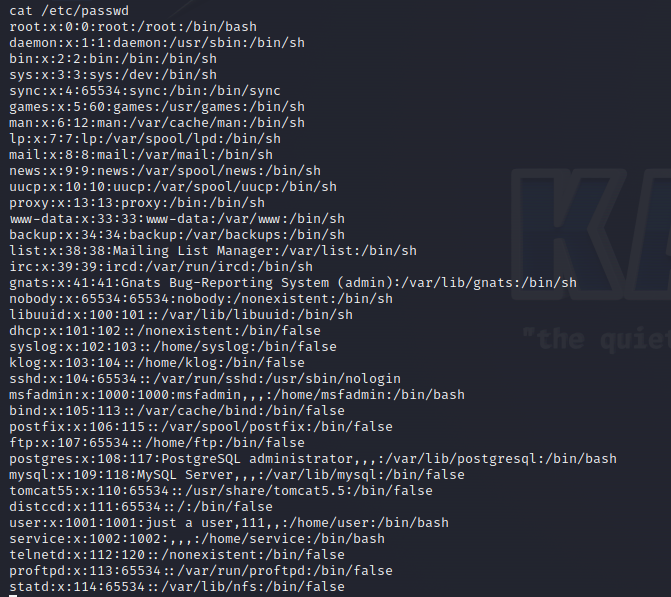 cat /etc/passwd
root:x:0:0:root:/root:/bin/bash
daemon:x:1:1:daemon:/usr/sbin:/bin/sh
bin:x:2:2:bin:/bin:/bin/sh
sys:x:3:3:sys:/dev:/bin/sh
sync:x:4:65534:sync:/bin:/bin/sync
games:x:5:60:games:/usr/games:/bin/sh
man:x:6:12:man:/var/cache/man:/bin/sh
lp:x:7:7:lp:/var/spool/lpd:/bin/sh
mail:x:8:8:mail:/var/mail:/bin/sh
news:x:9:9:news:/var/spool/news:/bin/sh
uucp:x:10:10:uucp:/var/spool/uucp:/bin/sh
proxy:x:13:13:proxy:/bin:/bin/sh
www-data:x:33:33:www-data:/var/www:/bin/sh
backup:x:34:34:backup:/var/backups:/bin/sh
list:x:38:38:Mailing List Manager:/var/list:/bin/sh
irc:x:39:39:ircd:/var/run/ircd:/bin/sh
gnats:x:41:41:Gnats Bug-Reporting System (admin):/var/lib/gnats:/bin/sh
nobody:x:65534:65534:nobody:/nonexistent:/bin/sh
libuuid:x:100:101::/var/lib/libuuid:/bin/sh
dhcp:x:101:102::/nonexistent:/bin/false
syslog:x:102:103::/home/syslog:/bin/false
klog:x:103:104::/home/klog:/bin/false
sshd:x:104:65534::/var/run/sshd:/usr/sbin/nologin
msfadmin:x:1000:1000:msfadmin,,,:/home/msfadmin:/bin/bash
bind:x:105:113::/var/cache/bind:/bin/false
postfix:x:106:115::/var/spool/postfix:/bin/false
ftp:x:107:65534::/home/ftp:/bin/false
postgres:x:108:117:PostgreSQL administrator,,,:/var/lib/postgresql:/bin/bash
mysql:x:109:118:MySQL Server,,,:/var/lib/mysql:/bin/false
tomcat55:x:110:65534::/usr/share/tomcat5.5:/bin/false
distccd:x:111:65534::/:/bin/false
user:x:1001:1001:just a user,111,,:/home/user:/bin/bash
service:x:1002:1002:,,,:/home/service:/bin/bash
telnetd:x:112:120::/nonexistent:/bin/false
proftpd:x:113:65534::/var/run/proftpd:/bin/false
statd:x:114:65534::/var/lib/nfs:/bin/false
KA
"the quiet